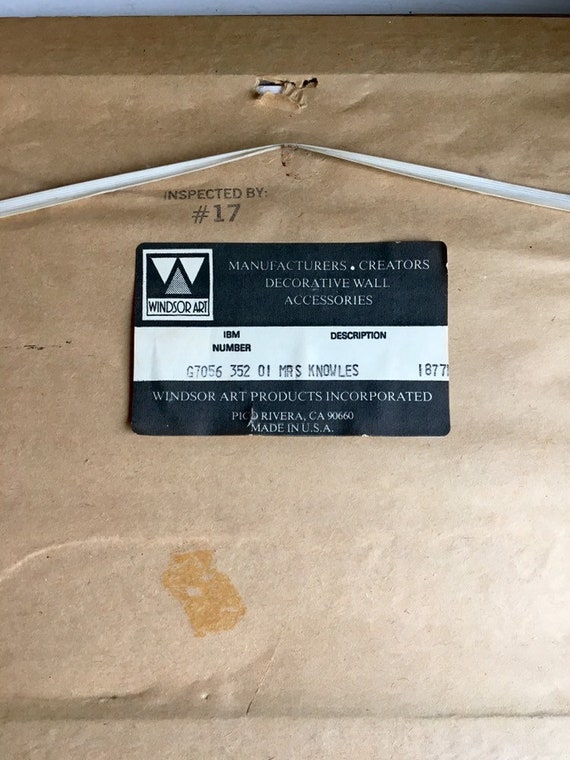 INSPECTED BY:
#17
WINDSOR ART
MANUFACTURERS • CREATORS
DECORATIVE WALL
ACCESSORIES
IBM
NUMBER
DESCRIPTION
G7056 352 01 MRS KNOWLES
WINDSOR ART PRODUCTS INCORPORATED
PICO RIVERA, CA 90660
MADE IN U.S.A.